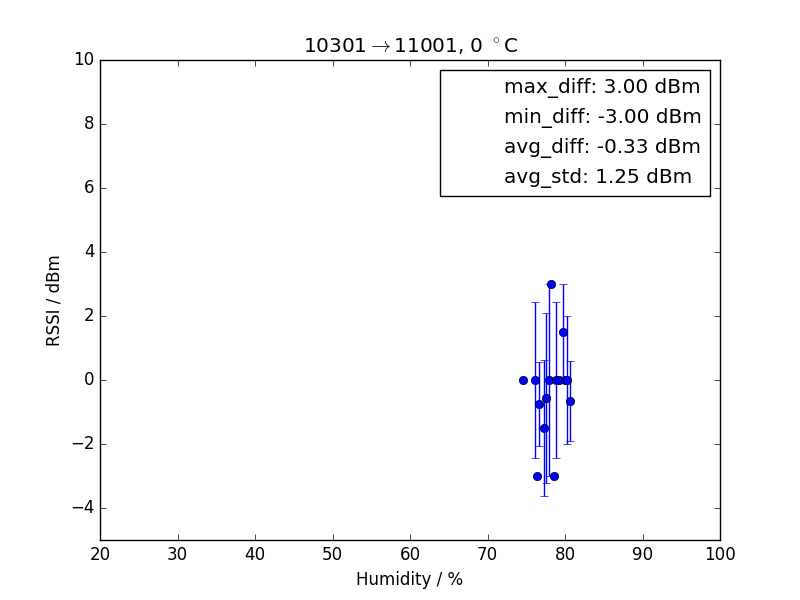 10301→11001, 0 °C
max_diff: 3.00 dBm
min_diff: -3.00 dBm
avg_diff: -0.33 dBm
avg_std: 1.25 dBm
10
8
6
4
2
0
−2
−4
RSSI / dBm
20 30 40 50 60 70 80 90 100
Humidity / %